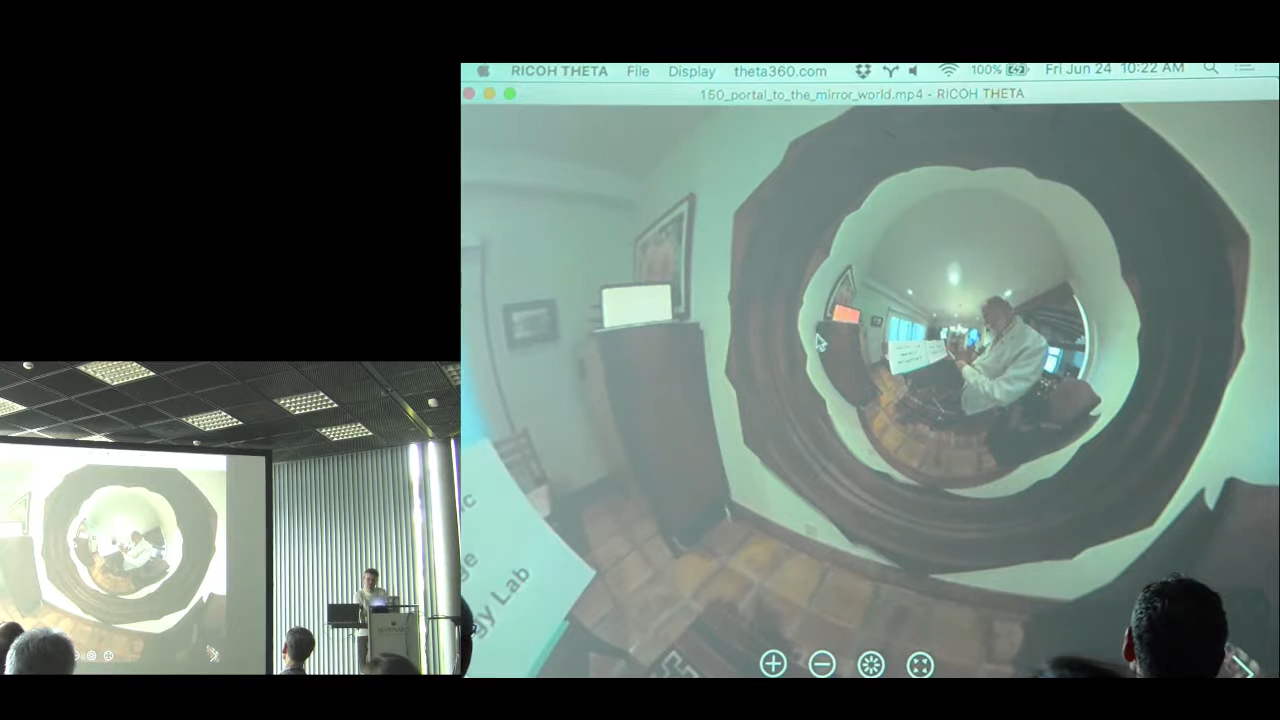 RICOH THETA File Display theta360.com 100% Fri Jun 24 10:22 AM
150_portal_to_the_mirror_world.mp4 - RICOH THETA
gy Lab